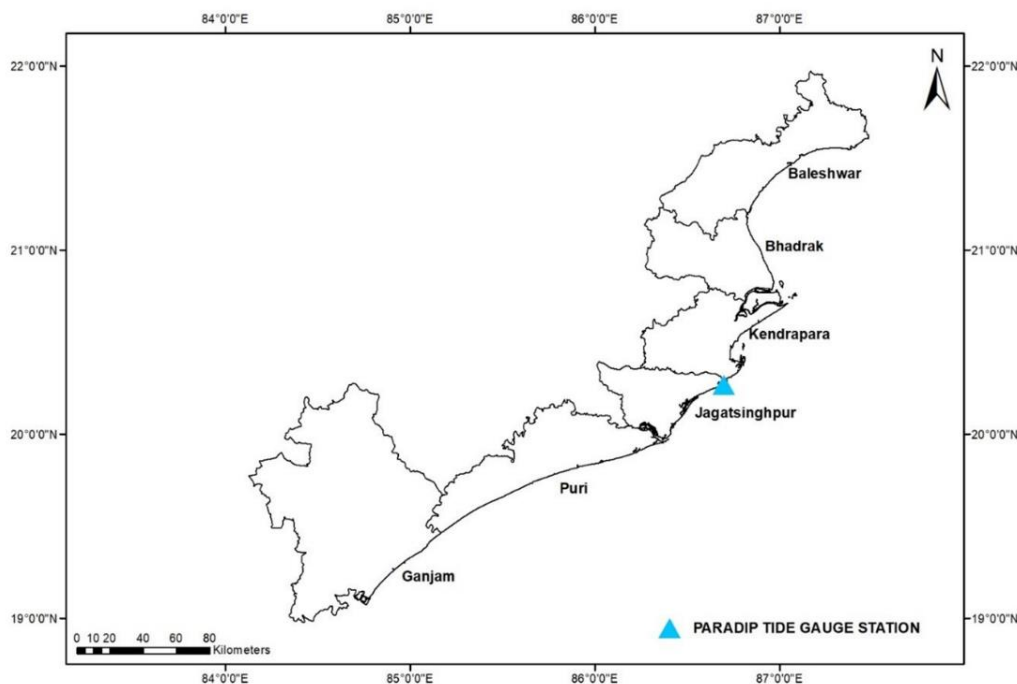 84°0'0"E 85°0'0"E 86°0'0"E 87°0'0"E
N
22°0'0"N 22°0'0"N
Baleshwar
21°0'0"N 21°0'0"N
Bhadrak
Kendrapara
Jagatsinghpur
20°0'0"N 20°0'0"N
Puri
Ganjam
19°0'0"N 19°0'0"N
PARADIP TIDE GAUGE STATION
0 10 20 40 60 80
Kilometers
84°0'0"E 85°0'0"E 86°0'0"E 87°0'0"E